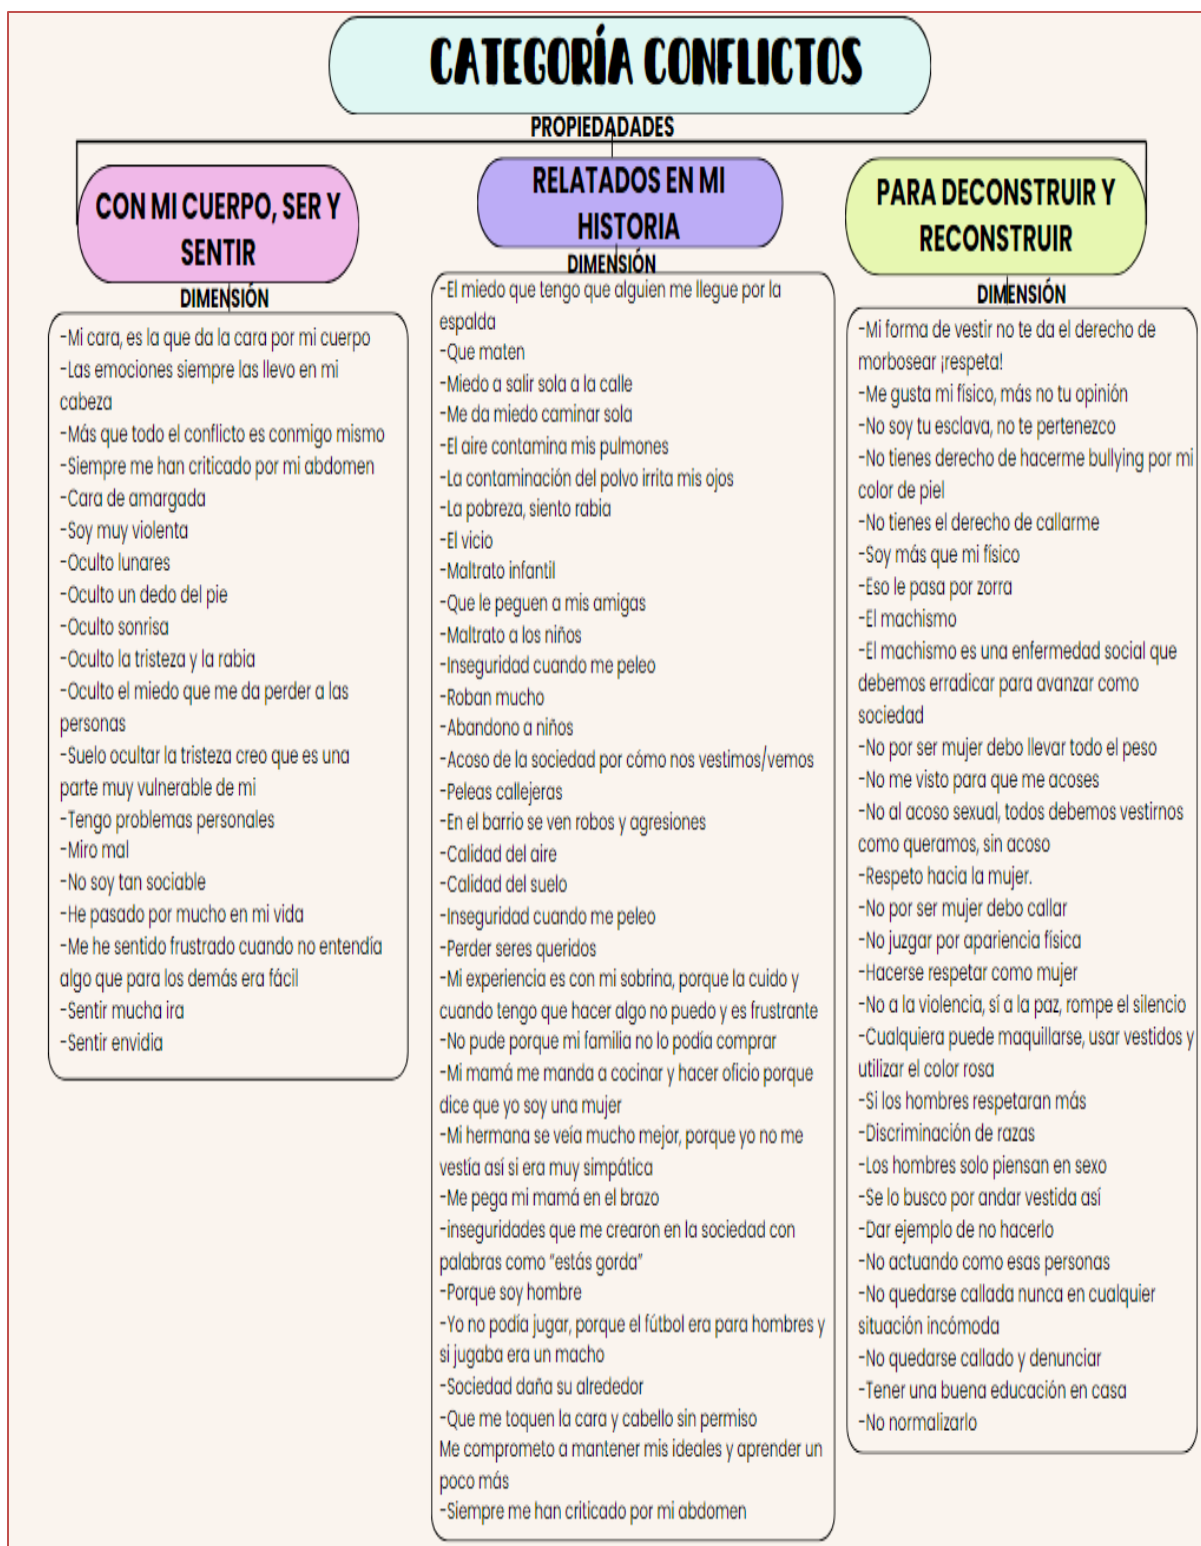 CATEGORÍA CONFLICTOS
PROPIEDADADES
CON MI CUERPO, SER Y
SENTIR
DIMENSIÓN
-Mi cara, es la que da la cara por mi cuerpo
-Las emociones siempre las llevo en mi
cabeza
-Más que todo el conflicto es conmigo mismo
-Siempre me han criticado por mi abdomen
-Cara de amargada
-Soy muy violenta
-Oculto lunares
-Oculto un dedo del pie
-Oculto sonrisa
-Oculto la tristeza y la rabia
-Oculto el miedo que me da perder a las
personas
-Suelo ocultar la tristeza creo que es una
parte muy vulnerable de mi
-Tengo problemas personales
-Miro mal
-No soy tan sociable
-He pasado por mucho en mi vida
-Me he sentido frustrado cuando no entendía
algo que para los demás era fácil
-Sentir mucha ira
-Sentir envidia
RELATADOS EN MI
HISTORIA
DIMENSIÓN
-El miedo que tengo que alguien me llegue por la
espalda
-Que maten
-Miedo a salir sola a la calle
-Me da miedo caminar sola
-El aire contamina mis pulmones
-La contaminación del polvo irrita mis ojos
-La pobreza, siento rabia
-El vicio
-Maltrato infantil
-Que le peguen a mis amigas
-Maltrato a los niños
-Inseguridad cuando me peleo
-Roban mucho
-Abandono a niños
-Acoso de la sociedad por cómo nos vestimos/vemos
-Peleas callejeras
-En el barrio se ven robos y agresiones
-Calidad del aire
-Calidad del suelo
-Inseguridad cuando me peleo
-Perder seres queridos
-Mi experiencia es con mi sobrina, porque la cuido y
cuando tengo que hacer algo no puedo y es frustrante
-No pude porque mi familia no lo podía comprar
-Mi mamá me manda a cocinar y hacer oficio porque
dice que yo soy una mujer
-Mi hermana se veía mucho mejor, porque yo no me
vestía así si era muy simpática
-Me pega mi mamá en el brazo
-inseguridades que me crearon en la sociedad con
palabras como "estás gorda"
-Porque soy hombre
-Yo no podía jugar, porque el fútbol era para hombres y
si jugaba era un macho
-Sociedad daña su alrededor
-Que me toquen la cara y cabello sin permiso
Me comprometo a mantener mis ideales y aprender un
poco más
-Siempre me han criticado por mi abdomen
PARA DECONSTRUIR Y
RECONSTRUIR
DIMENSIÓN
-Mi forma de vestir no te da el derecho de
morbosear ¡respeta!
-Me gusta mi físico, más no tu opinión
-No soy tu esclava, no te pertenezco
-No tienes derecho de hacerme bullying por mi
color de piel
-No tienes el derecho de callarme
-Soy más que mi físico
-Eso le pasa por zorra
-El machismo
-El machismo es una enfermedad social que
debemos erradicar para avanzar como
sociedad
-No por ser mujer debo llevar todo el peso
-No me visto para que me acoses
-No al acoso sexual, todos debemos vestirnos
como queramos, sin acoso
-Respeto hacia la mujer.
-No por ser mujer debo callar
-No juzgar por apariencia física
-Hacerse respetar como mujer
-No a la violencia, sí a la paz, rompe el silencio
-Cualquiera puede maquillarse, usar vestidos y
utilizar el color rosa
-Si los hombres respetaran más
-Discriminación de razas
-Los hombres solo piensan en sexo
-Se lo busco por andar vestida así
-Dar ejemplo de no hacerlo
-No actuando como esas personas
-No quedarse callada nunca en cualquier
situación incómoda
-No quedarse callado y denunciar
-Tener una buena educación en casa
-No normalizarlo